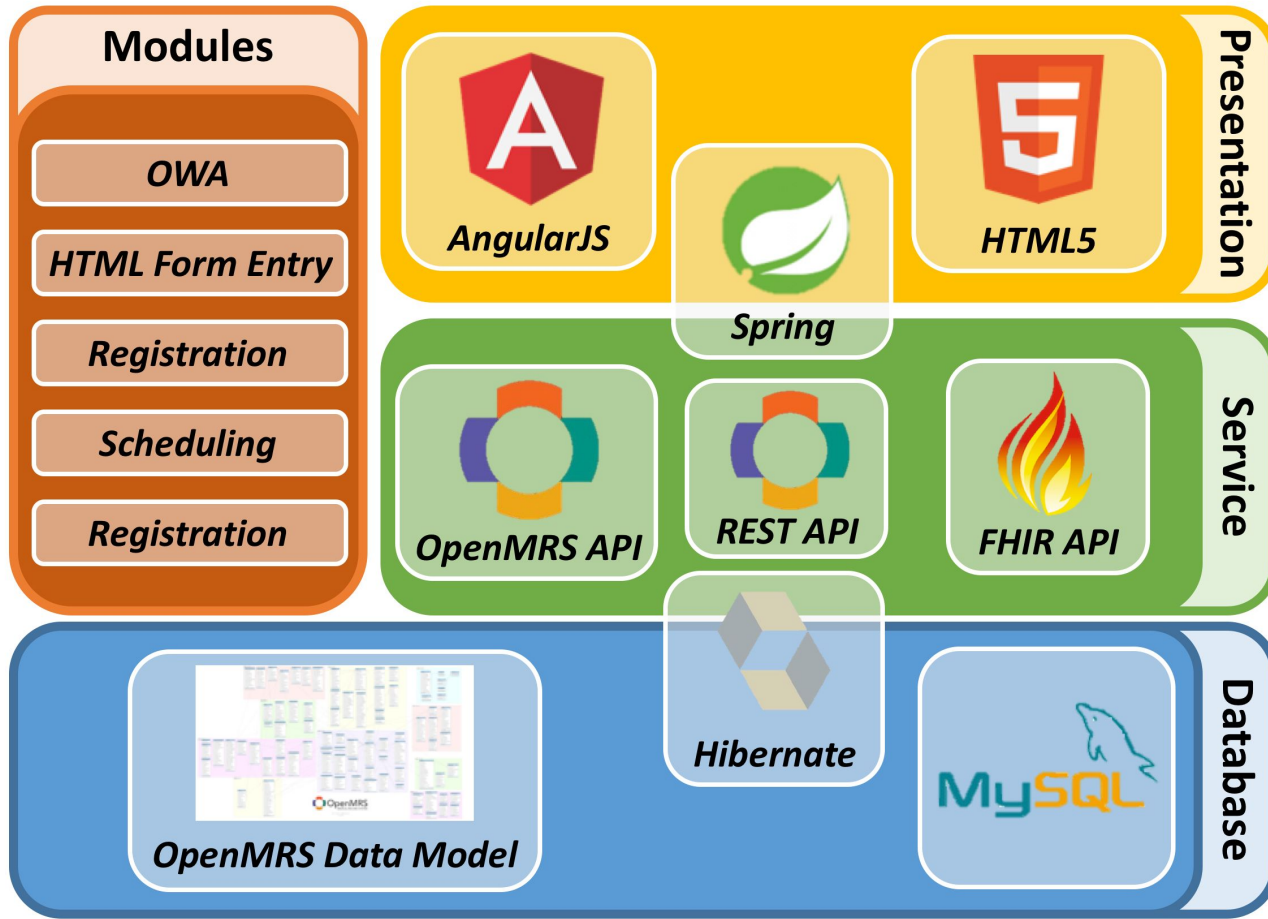 Modules
OWA
HTML Form Entry
Registration
Scheduling
Registration
Presentation
AngularJS
HTML5
Spring
Service
OpenMRS API
REST API
FHIR API
Database
Hibernate
OpenMRS
OpenMRS Data Model
MySQL